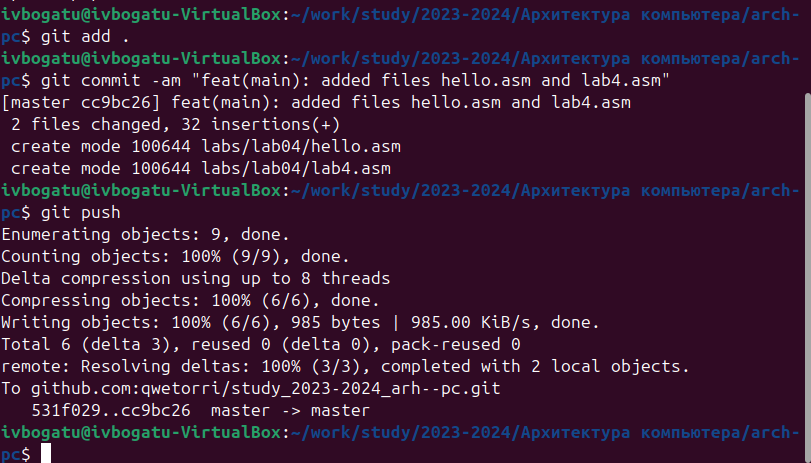 ivbogatu@ivbogatu-VirtualBox:~/work/study/2023-2024/Архитектура компьютера/arch-
pc$ git add .
ivbogatu@ivbogatu-VirtualBox:~/work/study/2023-2024/Архитектура компьютера/arch-
pc$ git commit -am "feat(main): added files hello.asm and lab4.asm"
[master cc9bc26] feat(main): added files hello.asm and lab4.asm
 2 files changed, 32 insertions(+)
 create mode 100644 labs/lab04/hello.asm
 create mode 100644 labs/lab04/lab4.asm
ivbogatu@ivbogatu-VirtualBox:~/work/study/2023-2024/Архитектура компьютера/arch-
pc$ git push
Enumerating objects: 9, done.
Counting objects: 100% (9/9), done.
Delta compression using up to 8 threads
Compressing objects: 100% (6/6), done.
Writing objects: 100% (6/6), 985 bytes | 985.00 KiB/s, done.
Total 6 (delta 3), reused 0 (delta 0), pack-reused 0
remote: Resolving deltas: 100% (3/3), completed with 2 local objects.
To github.com:qwetorri/study_2023-2024_arh--pc.git
   531f029..cc9bc26  master -> master
ivbogatu@ivbogatu-VirtualBox:~/work/study/2023-2024/Архитектура компьютера/arch-
pc$